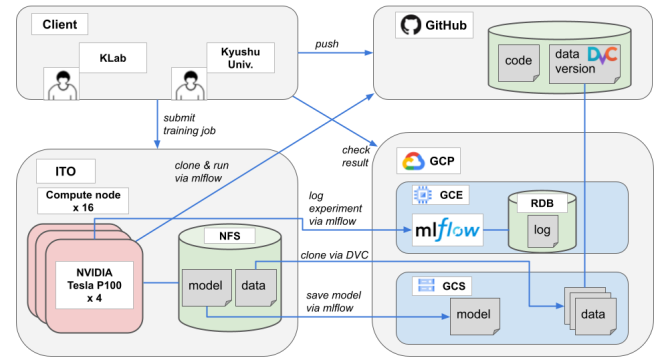 Client
KLab
Kyushu
Univ.
push
GitHub
code
data
version
DVC
submit
training job
clone & run
via mlflow
check
result
ITO
Compute node
x 16
NVIDIA
Tesla P100
x 4
NFS
model
data
log
experiment
via mlflow
clone via DVC
save model
via mlflow
GCP
GCE
mlflow
RDB
log
GCS
model
data